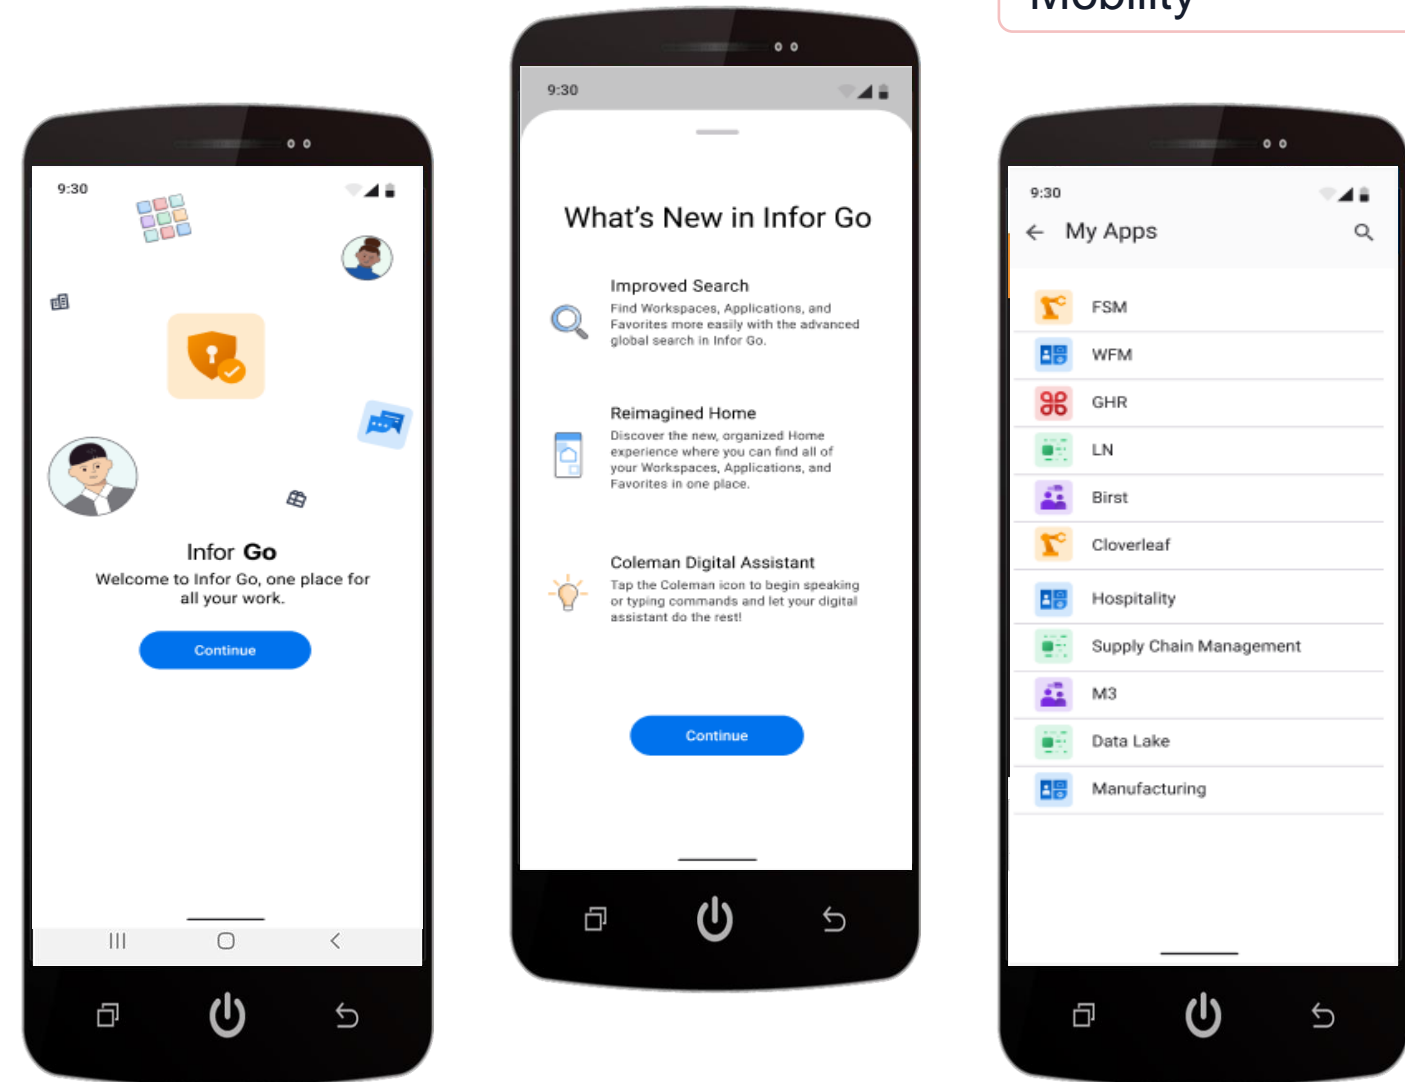 Mobility
9:30
Infor Go
Welcome to Infor Go, one place for
all your work.
Continue
9:30
What's New in Infor Go
Improved Search
Find Workspaces, Applications, and
Favorites more easily with the advanced
global search in Infor Go.
Reimagined Home
Discover the new, organized Home
experience where you can find all of
your Workspaces, Applications, and
Favorites in one place.
Coleman Digital Assistant
Tap the Coleman icon to begin speaking
or typing commands and let your digital
assistant do the rest!
Continue
9:30
My Apps
FSM
WFM
GHR
LN
Birst
Cloverleaf
Hospitality
Supply Chain Management
M3
Data Lake
Manufacturing